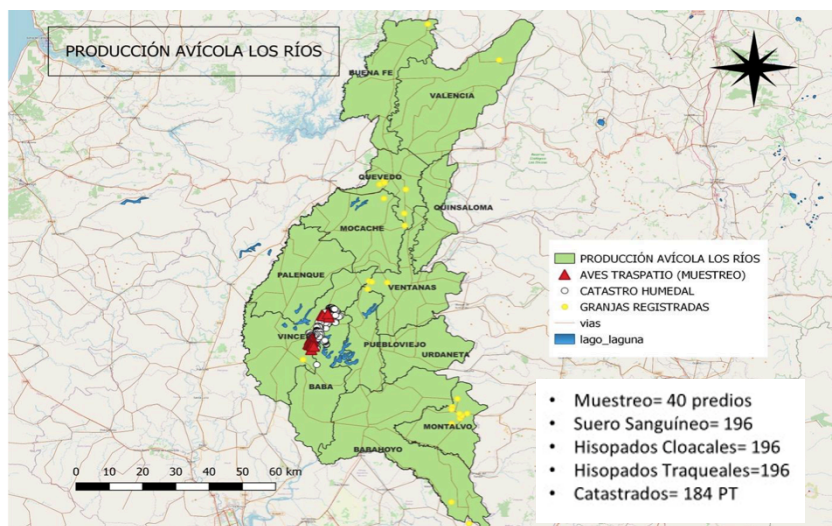 PRODUCCIÓN AVÍCOLA LOS RÍOS
BUENA FE
VALENCIA
QUEVEDO
QUINSALOMA
MOCACHE
PALENQUE
VENTANAS
VINCES
PUEBLOVIEJO
URDANETA
BABA
MONTALVO
BABAHOYO
PRODUCCIÓN AVÍCOLA LOS RÍOS
AVES TRASPATIO (MUESTREO)
CATASTRO HUMEDAL
GRANJAS REGISTRADAS
vias
lago_laguna
• Muestreo= 40 predios
• Suero Sanguíneo= 196
• Hisopados Cloacales= 196
• Hisopados Traqueales=196
• Catastrados= 184 PT
0 10 20 30 40 50 60 km